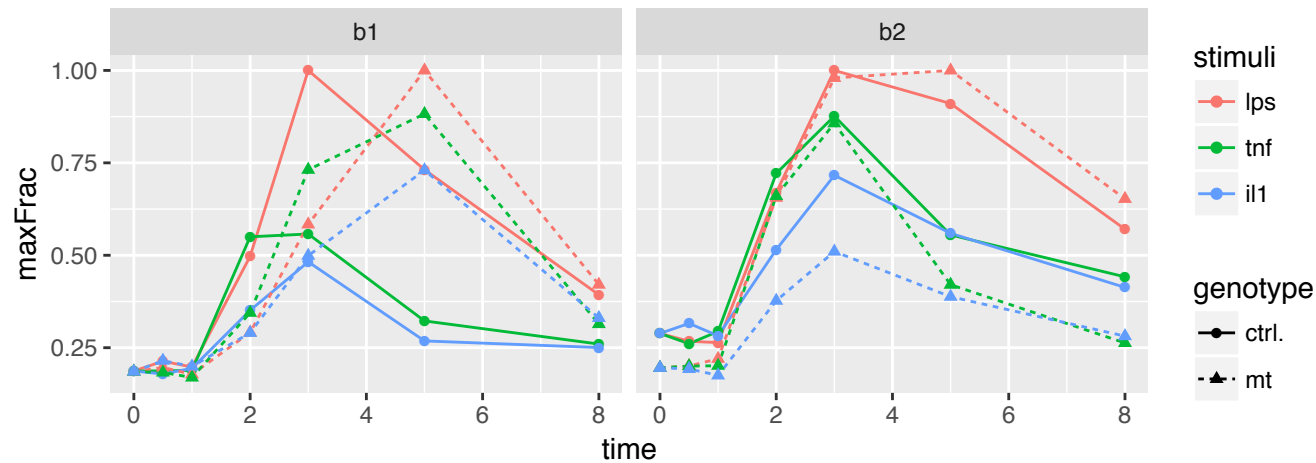 b1
b2
maxFrac
1.00
0.75
0.50
0.25
0 2 4 6 8
0 2 4 6 8
time
stimuli
lps
tnf
il1
genotype
ctrl.
mt